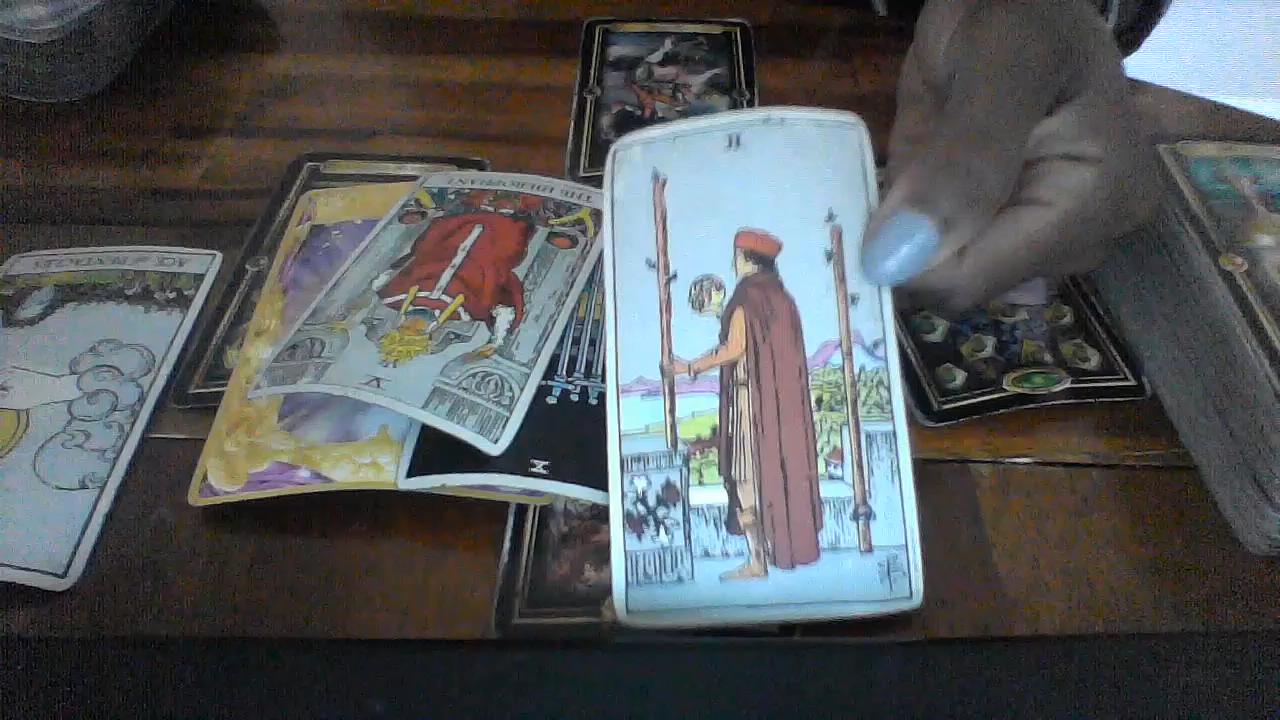 II
ACE of PENTACLES
THE HIEROPHANT
V
X